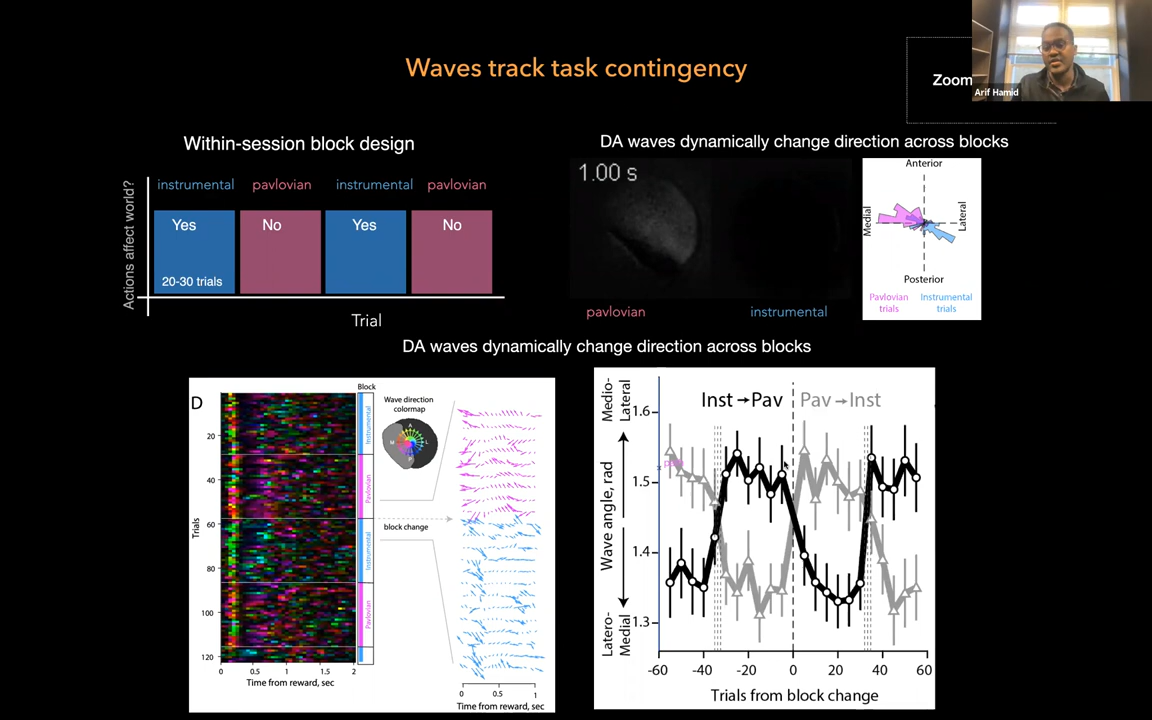 Waves track task contingency
Zoom
Arif Hamid
Within-session block design
Actions affect world?
instrumental pavlovian instrumental pavlovian
Yes No Yes No
20-30 trials
Trial
DA waves dynamically change direction across blocks
1.00 s
pavlovian instrumental
Anterior
Medial
Lateral
Posterior
Pavlovian trials
Instrumental trials
DA waves dynamically change direction across blocks
D
Block
Trials
20
40
60
80
100
120
Instrumental
Pavlovian
Instrumental
Pavlovian
0 0.5 1 1.5 2
Time from reward, sec
Wave direction
colormap
A
M L
P
block change
0 0.5 1
Time from reward, sec
Medio-
Lateral
Wave angle, rad
Latero-
Medial
Inst → Pav Pav → Inst
1.6
1.5
1.4
1.3
-60 -40 -20 0 20 40 60
Trials from block change